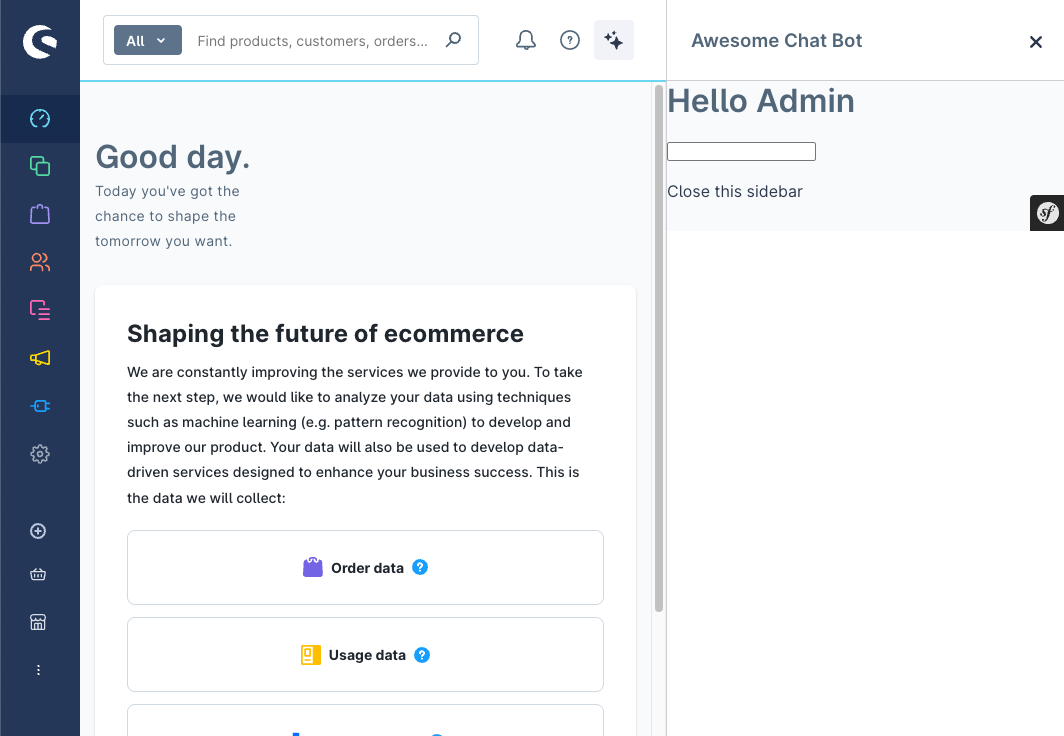 All
Find products, customers, orders...
Awesome Chat Bot
Hello Admin
Close this sidebar
sf
Good day.
Today you've got the
chance to shape the
tomorrow you want.
Shaping the future of ecommerce
We are constantly improving the services we provide to you. To take
the next step, we would like to analyze your data using techniques
such as machine learning (e.g. pattern recognition) to develop and
improve our product. Your data will also be used to develop data-
driven services designed to enhance your business success. This is
the data we will collect:
Order data
Usage data